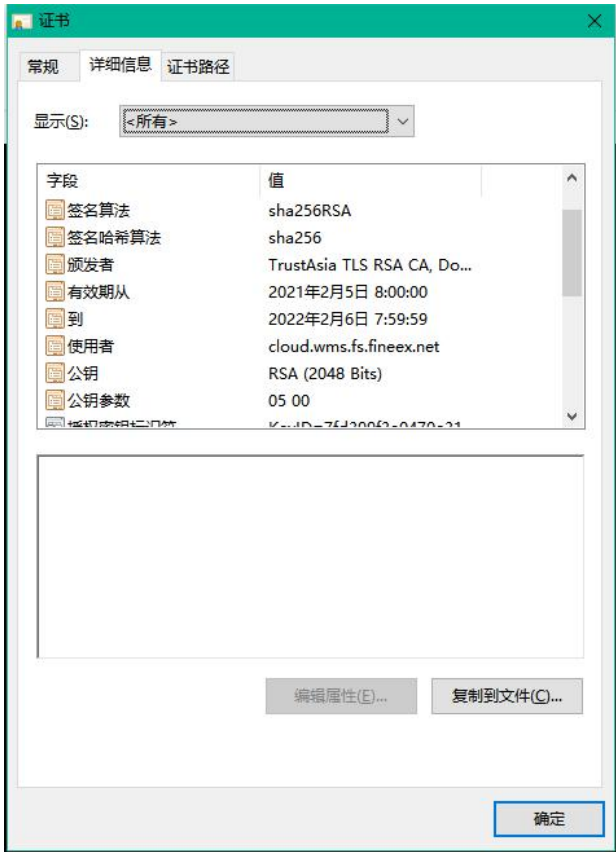 证书
常规 详细信息 证书路径
显示(S): <所有>
字段 值
签名算法 sha256RSA
签名哈希算法 sha256
颁发者 TrustAsia TLS RSA CA, Do...
有效期从 2021年2月5日 8:00:00
到 2022年2月6日 7:59:59
使用者 cloud.wms.fs.fineex.net
公钥 RSA (2048 Bits)
公钥参数 05 00
编辑属性(E)... 复制到文件(C)...
确定